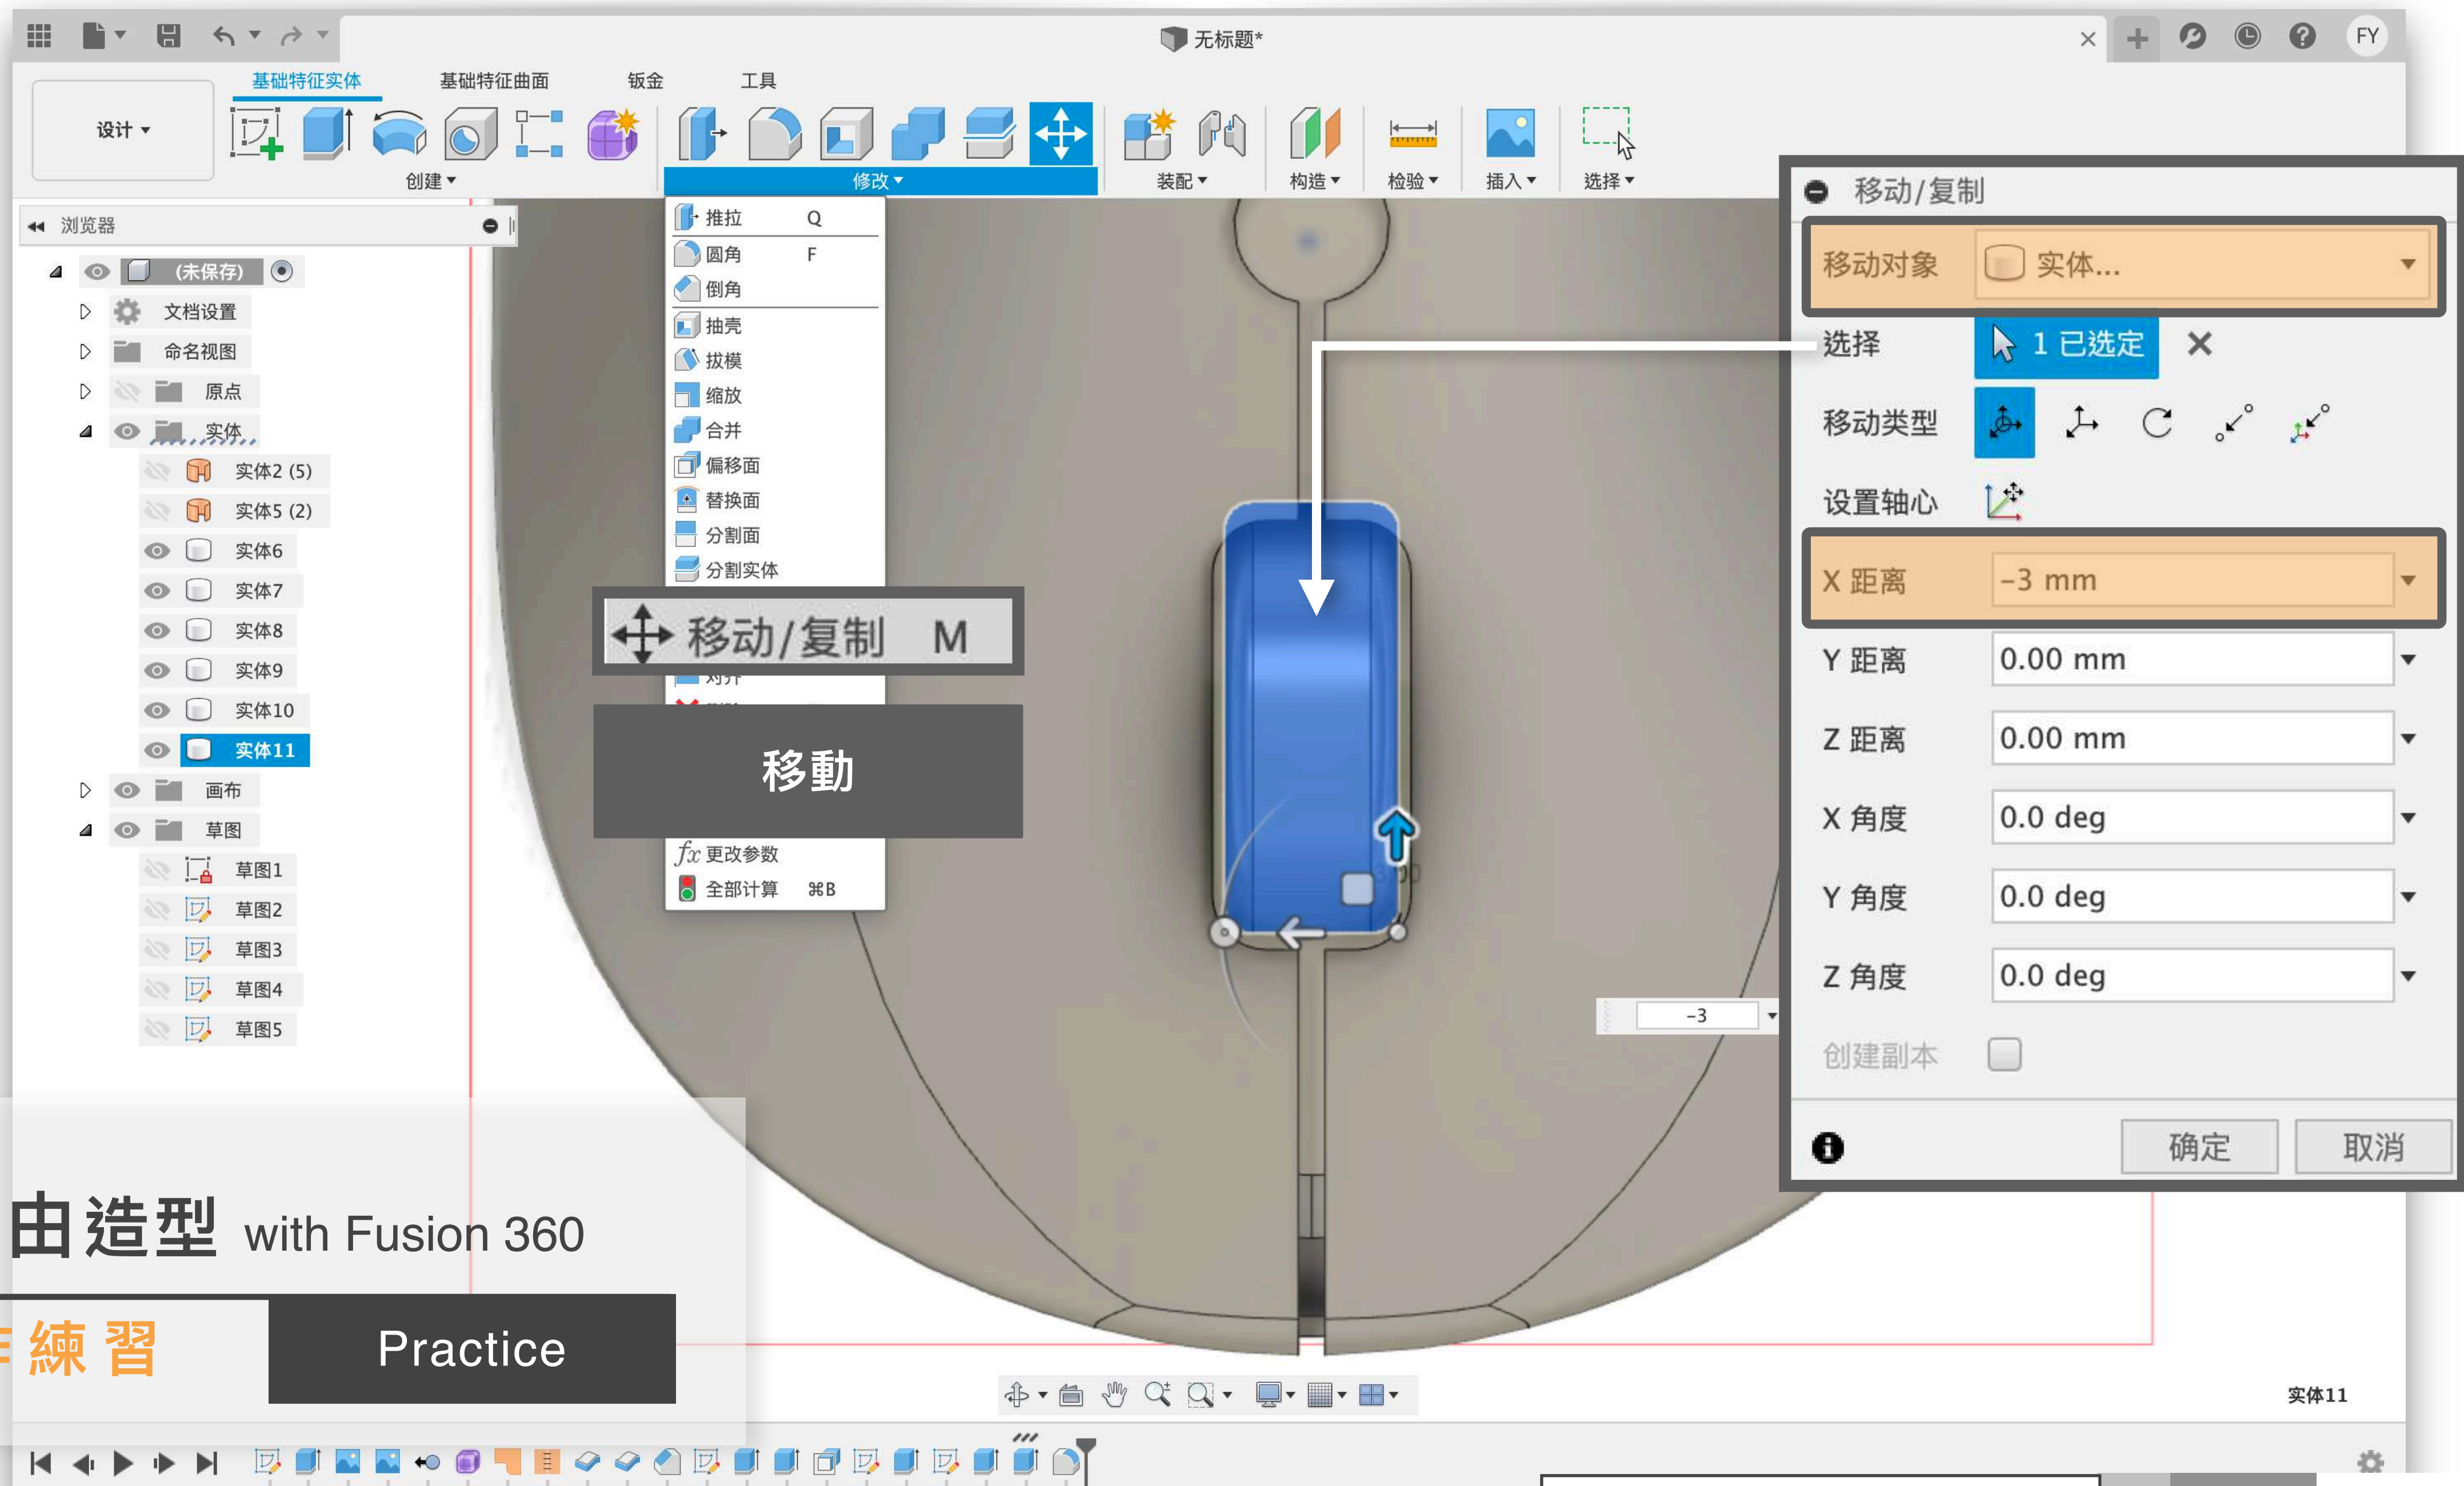 无标题*
FY
基础特征实体 基础特征曲面 钣金 工具
设计
创建 修改 装配 构造 检验 插入 选择
浏览器
(未保存)
文档设置
命名视图
原点
实体
实体2 (5)
实体5 (2)
实体6
实体7
实体8
实体9
实体10
实体11
画布
草图
草图1
草图2
草图3
草图4
草图5
推拉 Q
圆角 F
倒角
抽壳
拔模
缩放
合并
偏移面
替换面
分割面
分割实体
移动/复制 M
对齐
移動
fx 更改参数
全部计算 ⌘B
-3
移动/复制
移动对象 实体...
选择 1 已选定
移动类型
设置轴心
X 距离 -3 mm
Y 距离 0.00 mm
Z 距离 0.00 mm
X 角度 0.0 deg
Y 角度 0.0 deg
Z 角度 0.0 deg
创建副本
确定 取消
由造型 with Fusion 360
練習 Practice
实体11